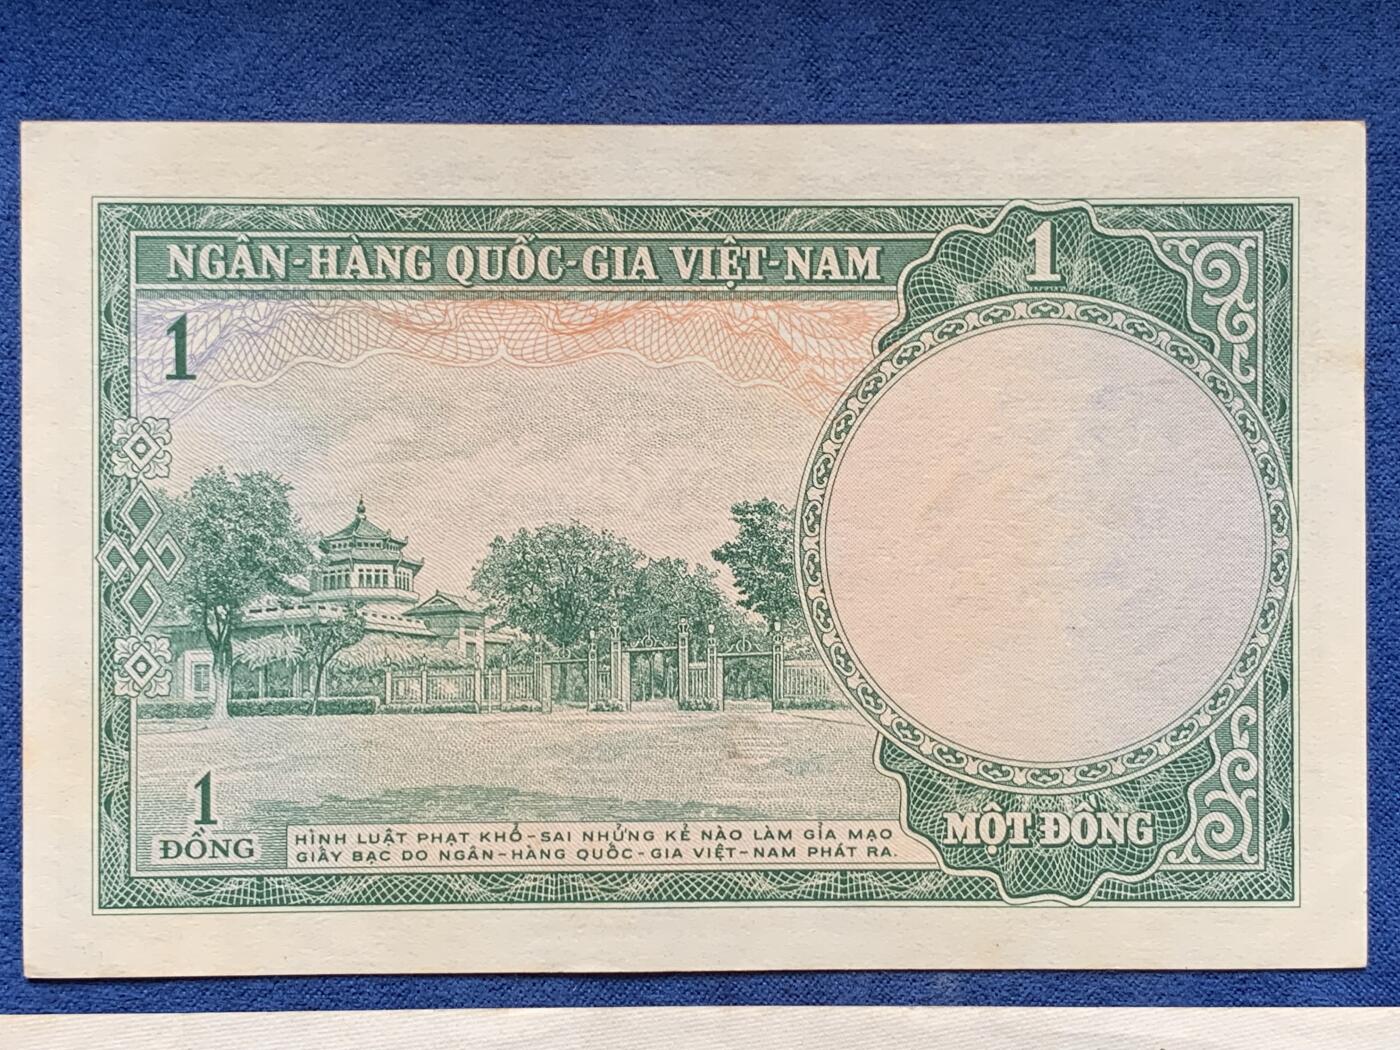 NGÂN-HÀNG QUỐC-GIA VIỆT-NAM
1
1
1
ĐỒNG
HÌNH LUẬT PHẠT KHỔ-SAI NHỮNG KẺ NÀO LÀM GỈA MẠO
GIẤY BẠC DO NGÂN-HÀNG QUỐC-GIA VIỆT-NAM PHÁT RA.
MỘT ĐỒNG